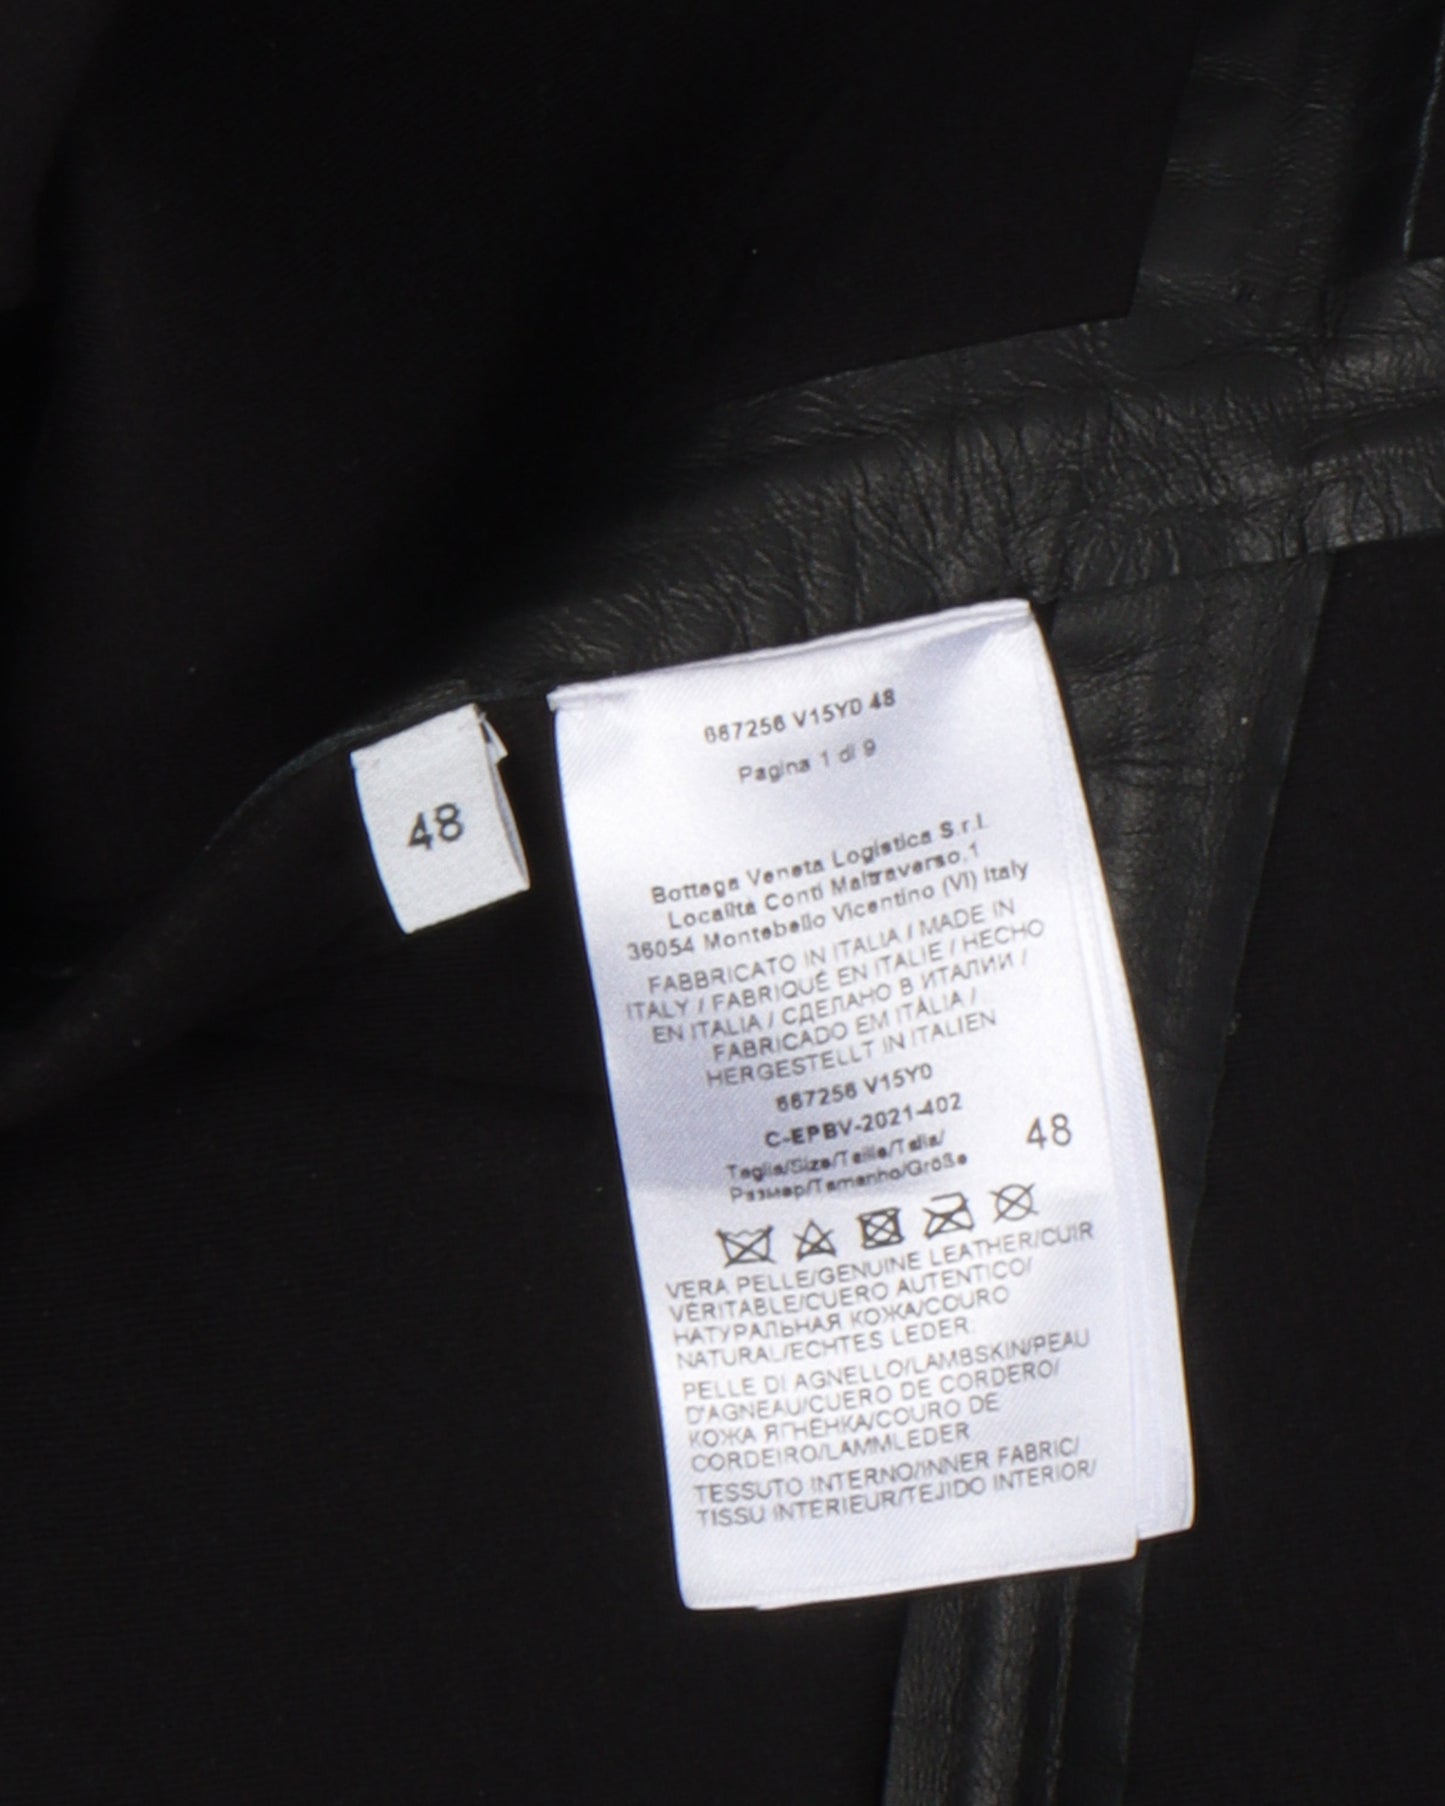 48
667256 V15Y0 48
Pagina 1 di 9
Bottega Veneta Logistica S.r.l.
Località Conti Maltraverso,1
36054 Montebello Vicentino (VI) Italy
FABBRICATO IN ITALIA / MADE IN
ITALY / FABRIQUÉ EN ITALIE / HECHO
EN ITALIA / СДЕЛАНО В ИТАЛИИ /
FABRICADO EM ITÀLIA /
HERGESTELLT IN ITALIEN
667256 V15Y0
C-EPBV-2021-402
Taglia/Size/Taille/Talla/
Размер/Tamanho/Größe
48
VERA PELLE/GENUINE LEATHER/CUIR
VÉRITABLE/CUERO AUTENTICO/
НАТУРАЛЬНАЯ КОЖА/COURO
NATURAL/ECHTES LEDER
PELLE DI AGNELLO/LAMBSKIN/PEAU
D'AGNEAU/CUERO DE CORDERO/
КОЖА ЯГНЁНКА/COURO DE
CORDEIRO/LAMMLEDER
TESSUTO INTERNO/INNER FABRIC/
TISSU INTERIEUR/TEJIDO INTERIOR/